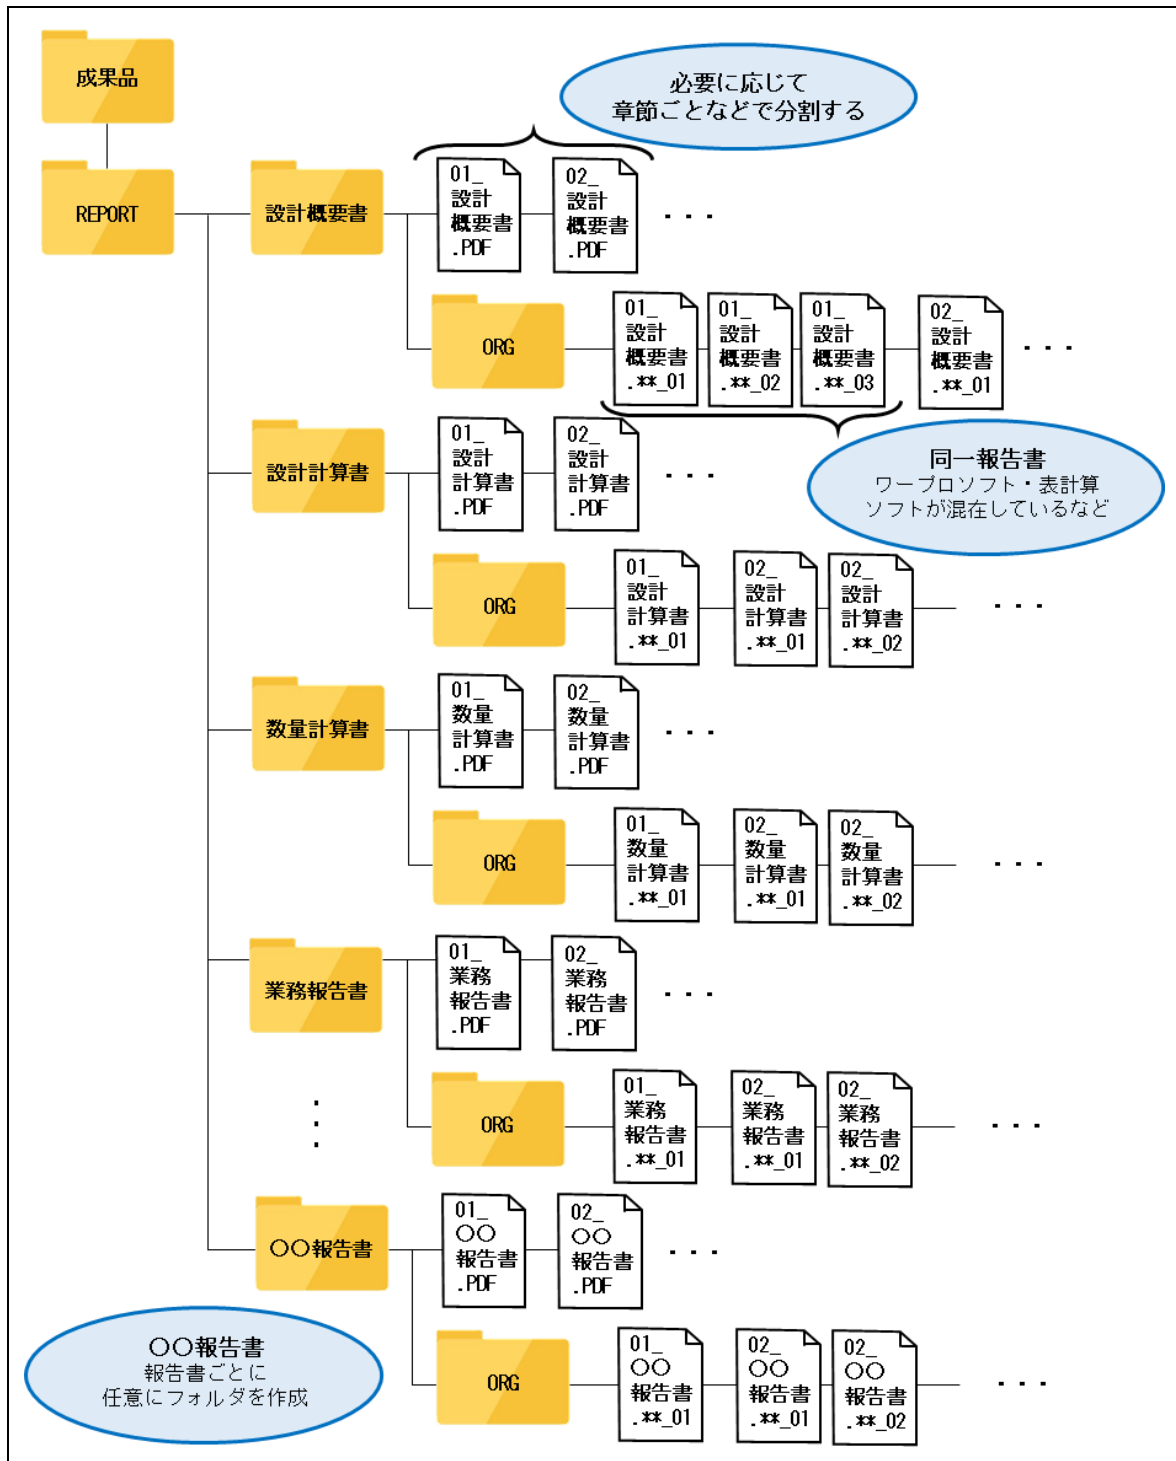 成果品
必要に応じて
章節ごとなどで分割する
REPORT
設計概要書
01_
設計
概要書
.PDF
02_
設計
概要書
.PDF
・・・
ORG
01_
設計
概要書
.**_01
01_
設計
概要書
.**_02
01_
設計
概要書
.**_03
02_
設計
概要書
.**_01
・・・
同一報告書
ワープロソフト・表計算
ソフトが混在しているなど
設計計算書
01_
設計
計算書
.PDF
02_
設計
計算書
.PDF
・・・
ORG
01_
設計
計算書
.**_01
02_
設計
計算書
.**_01
02_
設計
計算書
.**_02
・・・
数量計算書
01_
数量
計算書
.PDF
02_
数量
計算書
.PDF
・・・
ORG
01_
数量
計算書
.**_01
02_
数量
計算書
.**_01
02_
数量
計算書
.**_02
・・・
業務報告書
01_
業務
報告書
.PDF
02_
業務
報告書
.PDF
・・・
ORG
01_
業務
報告書
.**_01
02_
業務
報告書
.**_01
02_
業務
報告書
.**_02
・・・
〇〇報告書
01_
〇〇
報告書
.PDF
02_
〇〇
報告書
.PDF
・・・
ORG
01_
〇〇
報告書
.**_01
02_
〇〇
報告書
.**_01
02_
〇〇
報告書
.**_02
・・・
〇〇報告書
報告書ごとに
任意にフォルダを作成